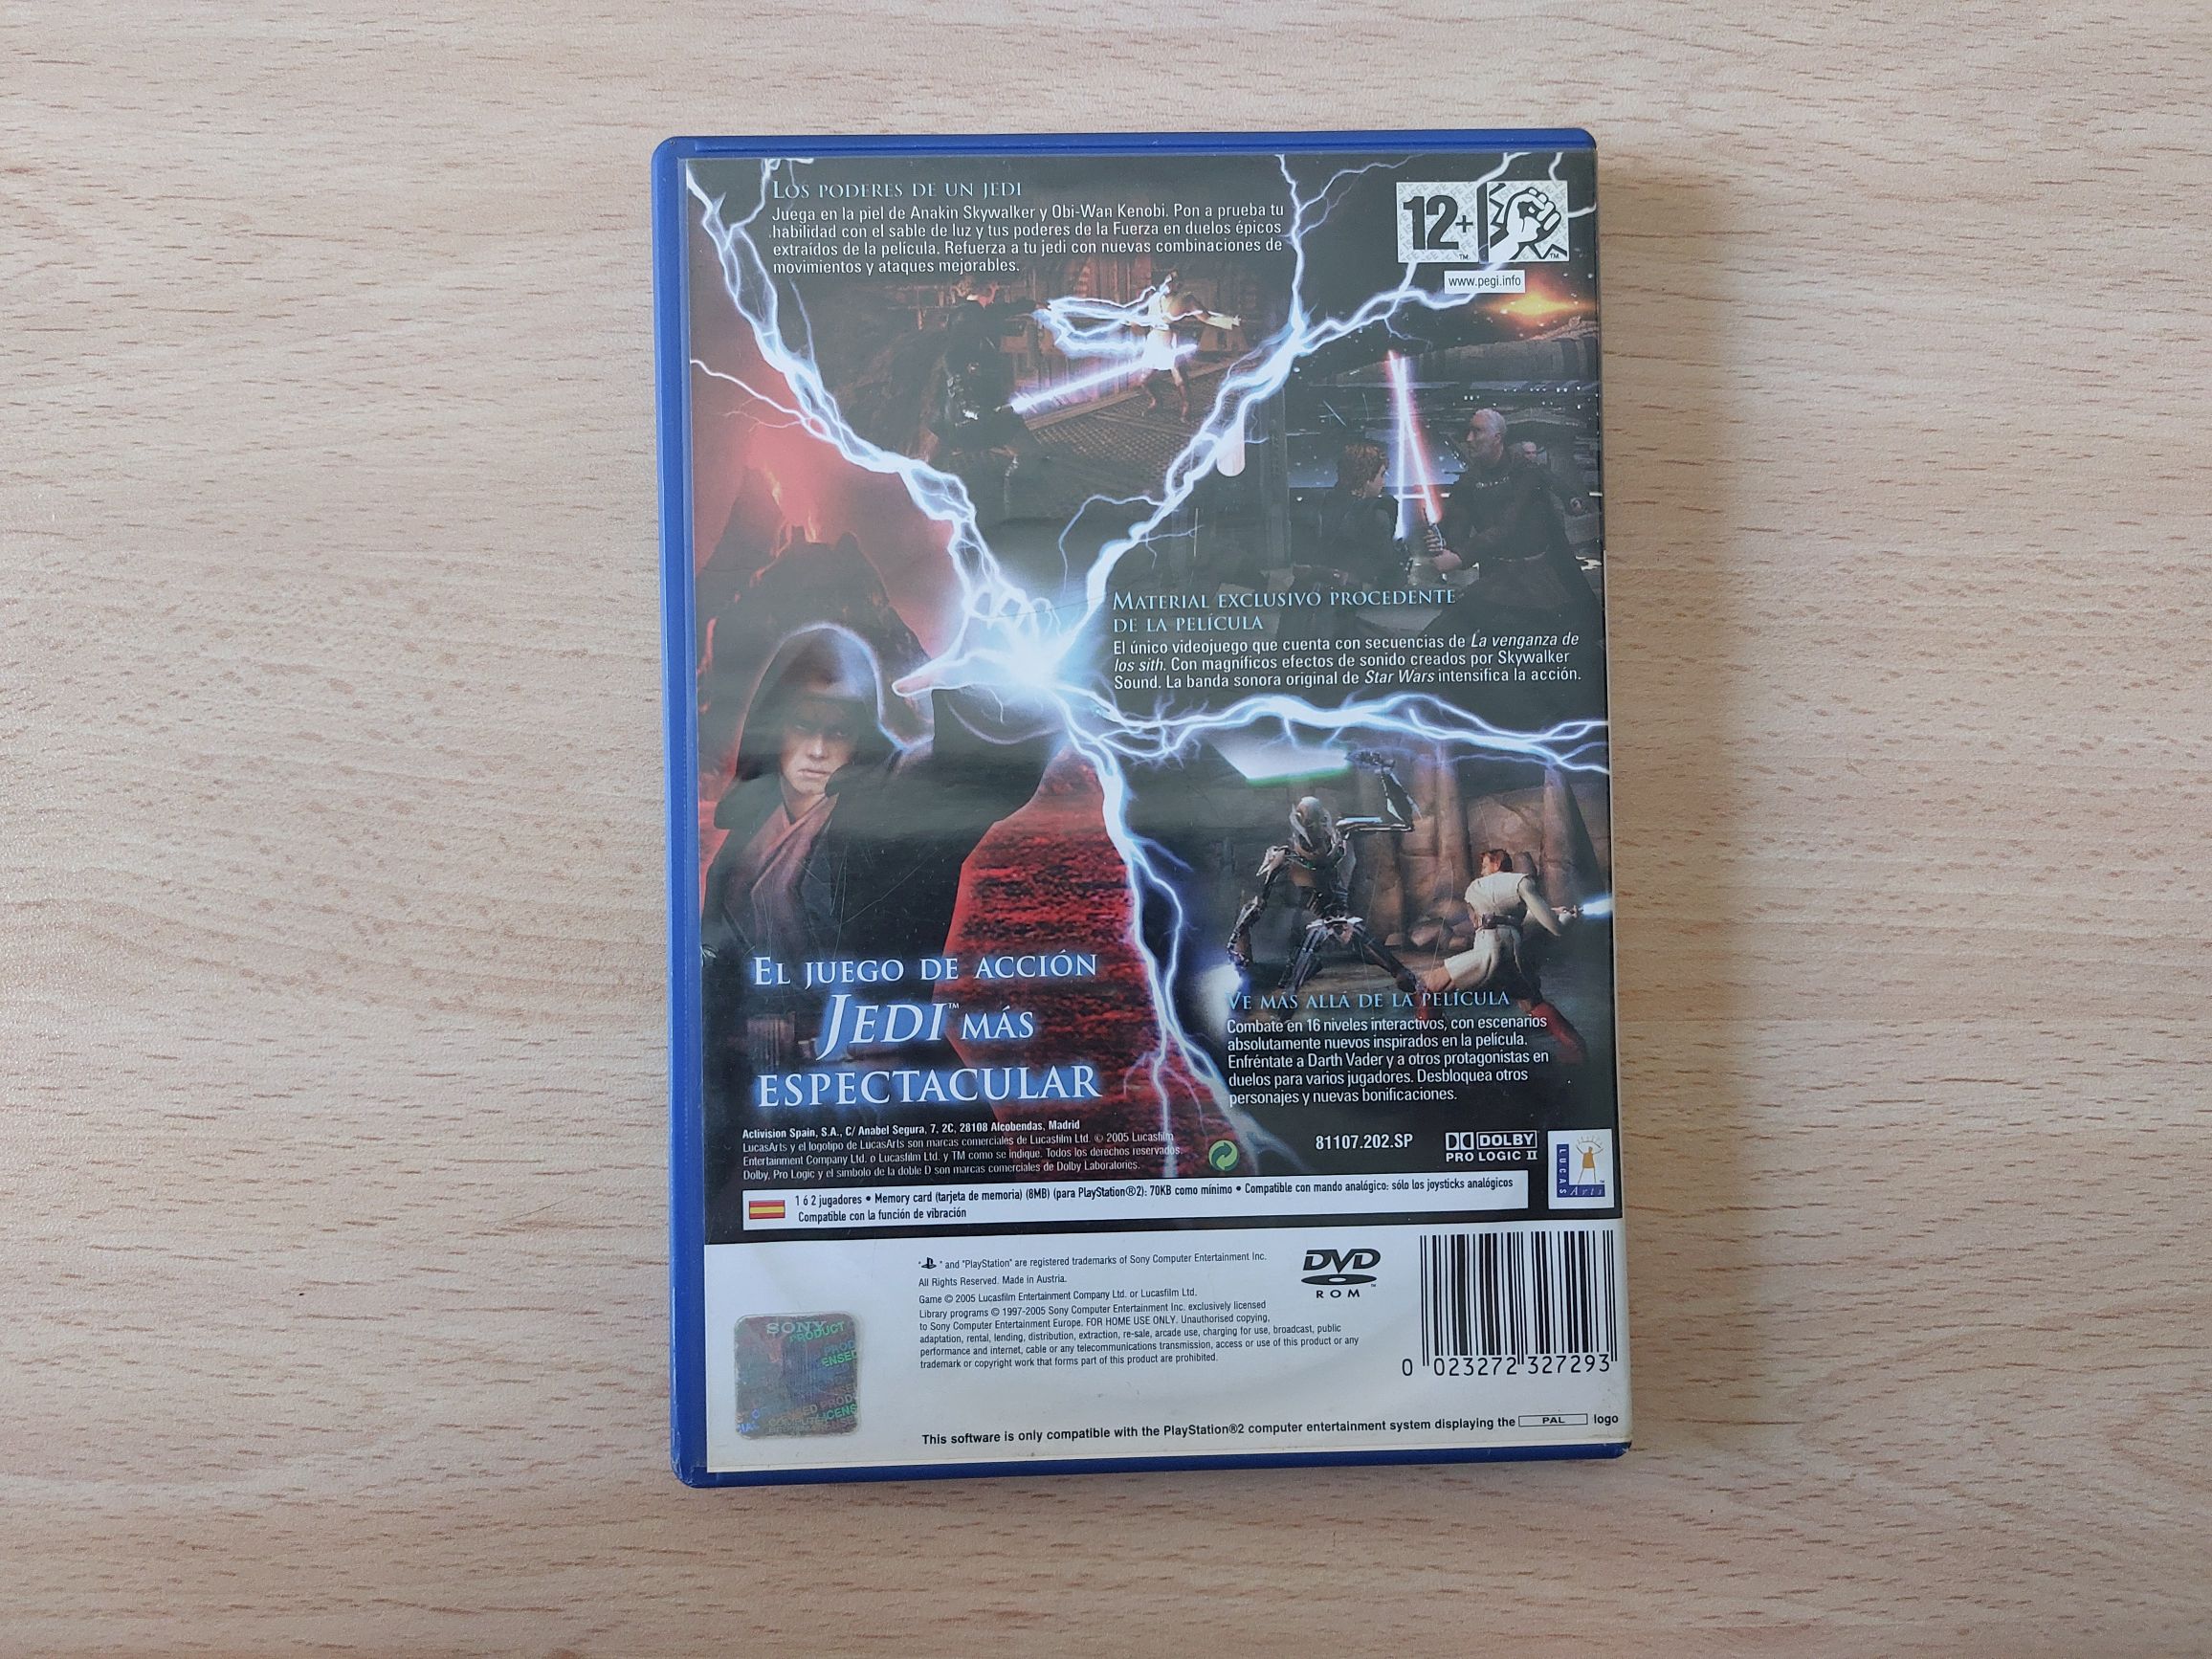 LOS PODERES DE UN JEDI
Juega en la piel de Anakin Skywalker y Obi-Wan Kenobi. Pon a prueba tu
habilidad con el sable de luz y tus poderes de la Fuerza en duelos épicos
extraídos de la película. Refuerza a tu jedi con nuevas combinaciones de
movimientos y ataques mejorables.
12+
www.pegi.info
MATERIAL EXCLUSIVO PROCEDENTE
DE LA PELÍCULA
El único videojuego que cuenta con secuencias de La venganza de
los sith. Con magníficos efectos de sonido creados por Skywalker
Sound. La banda sonora original de Star Wars intensifica la acción.
EL JUEGO DE ACCIÓN
JEDI™ MÁS
ESPECTACULAR
VE MÁS ALLÁ DE LA PELÍCULA
Combate en 16 niveles interactivos, con escenarios
absolutamente nuevos inspirados en la película.
Enfréntate a Darth Vader y a otros protagonistas en
duelos para varios jugadores. Desbloquea otros
personajes y nuevas bonificaciones.
Activision Spain, S.A., C/ Anabel Segura, 7, 2C, 28108 Alcobendas, Madrid
LucasArts y el logotipo de LucasArts son marcas comerciales de Lucasfilm Ltd. © 2005 Lucasfilm
Entertainment Company Ltd. o Lucasfilm Ltd. y TM como se indique. Todos los derechos reservados.
Dolby, Pro Logic y el símbolo de la doble D son marcas comerciales de Dolby Laboratories.
81107.202.SP
DOLBY
PRO LOGIC II
LUCAS
Arts
1 ó 2 jugadores • Memory card (tarjeta de memoria) (8MB) (para PlayStation®2): 70KB como mínimo • Compatible con mando analógico: sólo los joysticks analógicos
Compatible con la función de vibración
" " and "PlayStation" are registered trademarks of Sony Computer Entertainment Inc.
All Rights Reserved. Made in Austria.
Game © 2005 Lucasfilm Entertainment Company Ltd. or Lucasfilm Ltd.
Library programs © 1997-2005 Sony Computer Entertainment Inc. exclusively licensed
to Sony Computer Entertainment Europe. FOR HOME USE ONLY. Unauthorised copying,
adaptation, rental, lending, distribution, extraction, re-sale, arcade use, charging for use, broadcast, public
performance and internet, cable or any telecommunications transmission, access or use of this product or any
trademark or copyright work that forms part of this product are prohibited.
DVD
ROM
0 023272 327293
SONY
PRODUCT
This software is only compatible with the PlayStation®2 computer entertainment system displaying the PAL logo